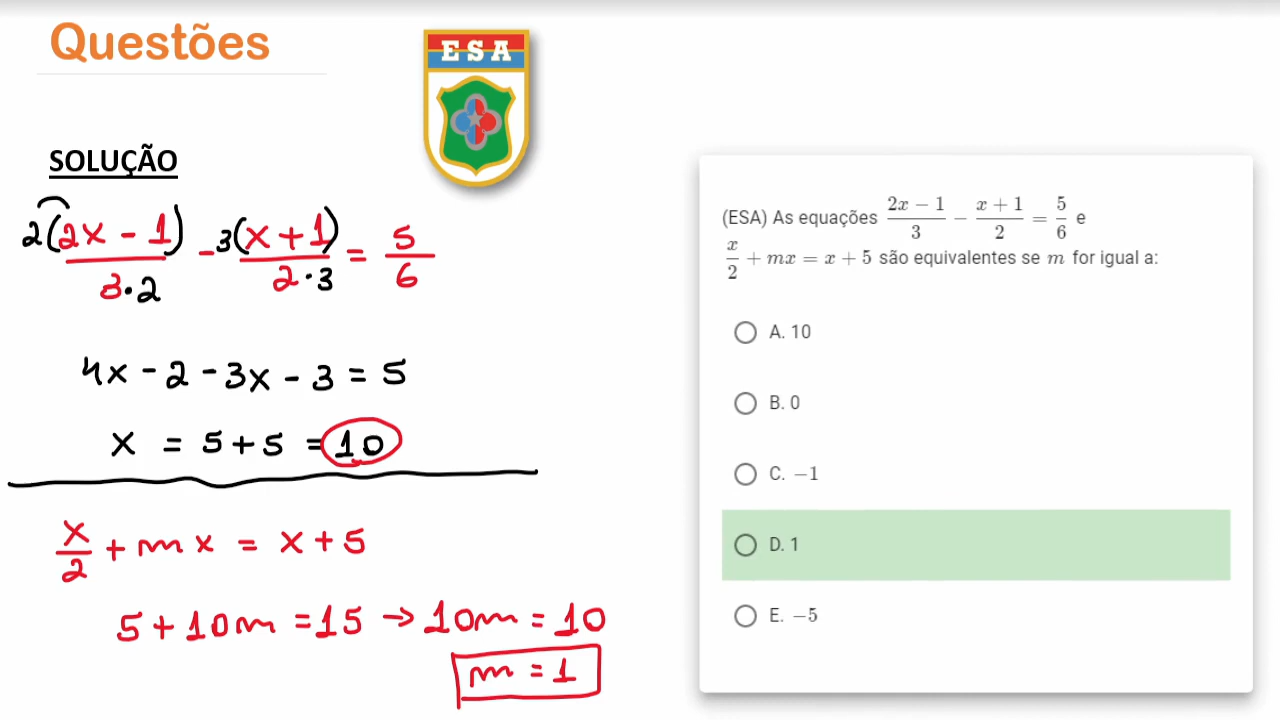 Questões
ESA
SOLUÇÃO
2(2x - 1)/3·2 - 3(x + 1)/2·3 = 5/6
4x - 2 - 3x - 3 = 5
x = 5 + 5 = 10
x/2 + mx = x + 5
5 + 10m = 15 → 10m = 10
m = 1
(ESA) As equações (2x − 1)/3 − (x + 1)/2 = 5/6 e
x/2 + mx = x + 5 são equivalentes se m for igual a:
A. 10
B. 0
C. −1
D. 1
E. −5